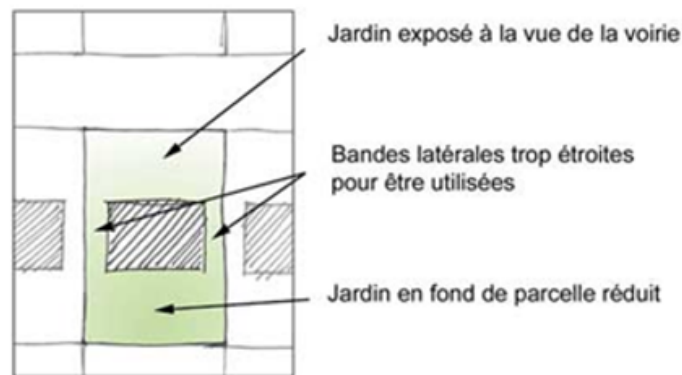 Jardin exposé à la vue de la voirie
Bandes latérales trop étroites
pour être utilisées
Jardin en fond de parcelle réduit